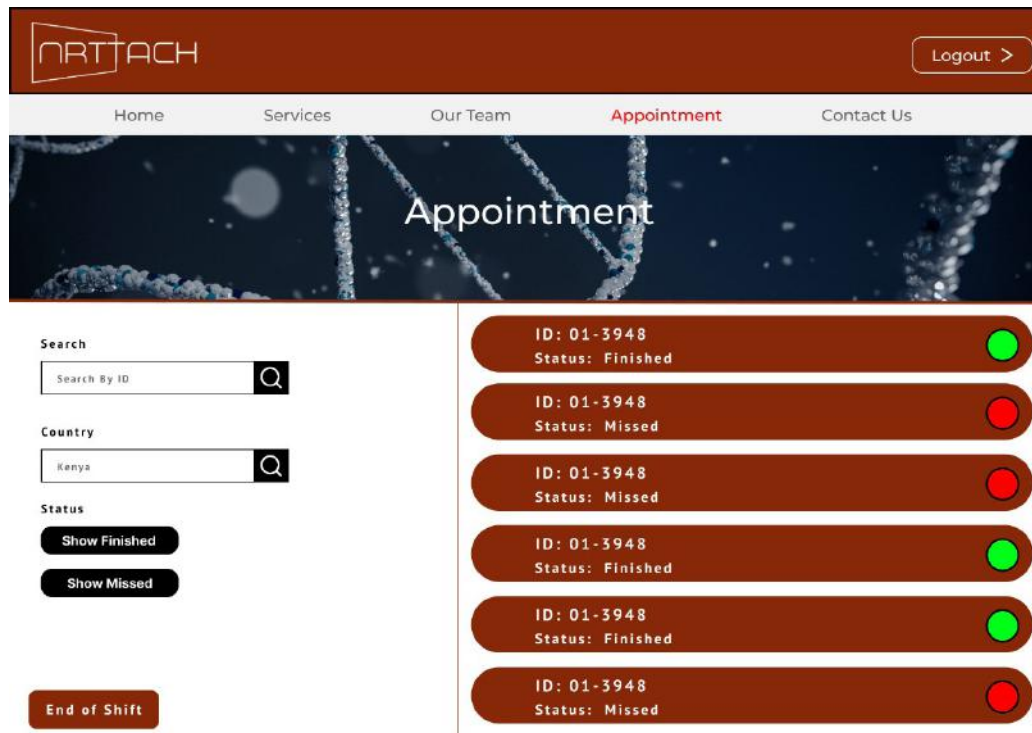 NRTTACH
Logout >
Home Services Our Team Appointment Contact Us
Appointment
Search
Search By ID
Country
Kenya
Status
Show Finished
Show Missed
End of Shift
ID: 01-3948
Status: Finished
ID: 01-3948
Status: Missed
ID: 01-3948
Status: Missed
ID: 01-3948
Status: Finished
ID: 01-3948
Status: Finished
ID: 01-3948
Status: Missed